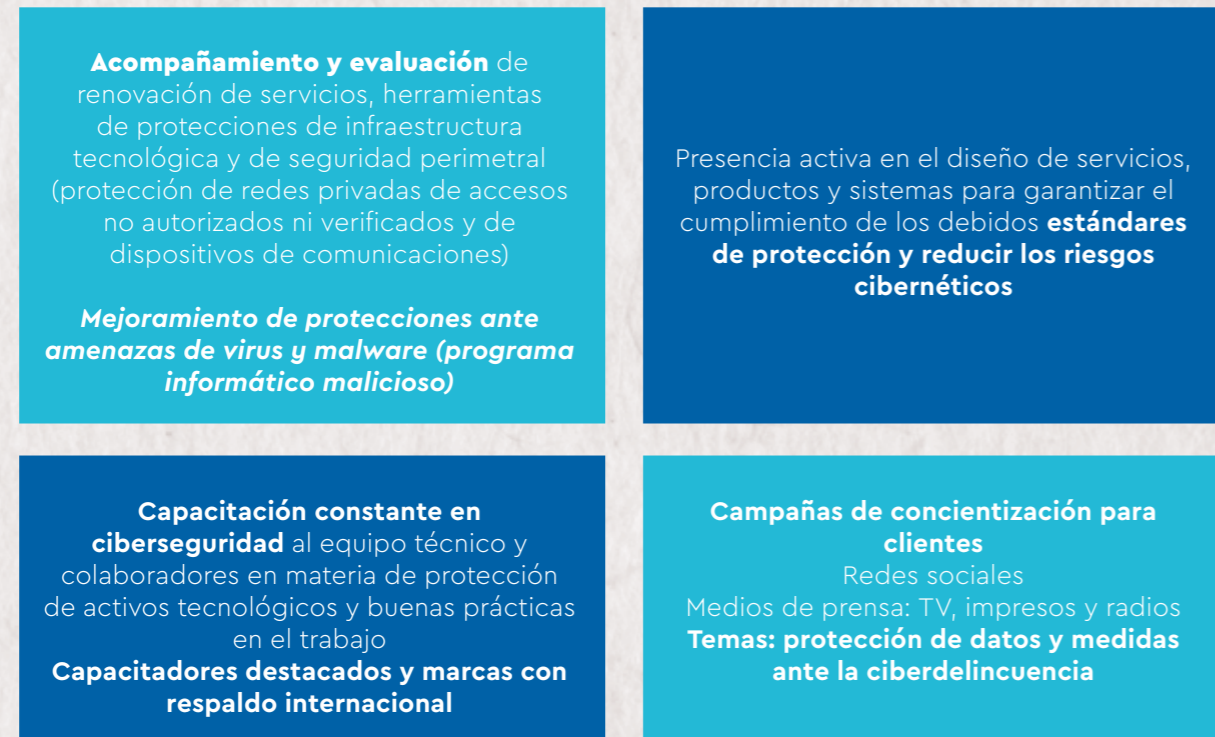 Acompañamiento y evaluación de
renovación de servicios, herramientas
de protecciones de infraestructura
tecnológica y de seguridad perimetral
(protección de redes privadas de accesos
no autorizados ni verificados y de
dispositivos de comunicaciones)
Mejoramiento de protecciones ante
amenazas de virus y malware (programa
informático malicioso)
Presencia activa en el diseño de servicios,
productos y sistemas para garantizar el
cumplimiento de los debidos estándares
de protección y reducir los riesgos
cibernéticos
Capacitación constante en
ciberseguridad al equipo técnico y
colaboradores en materia de protección
de activos tecnológicos y buenas prácticas
en el trabajo
Capacitadores destacados y marcas con
respaldo internacional
Campañas de concientización para
clientes
Redes sociales
Medios de prensa: TV, impresos y radios
Temas: protección de datos y medidas
ante la ciberdelincuencia